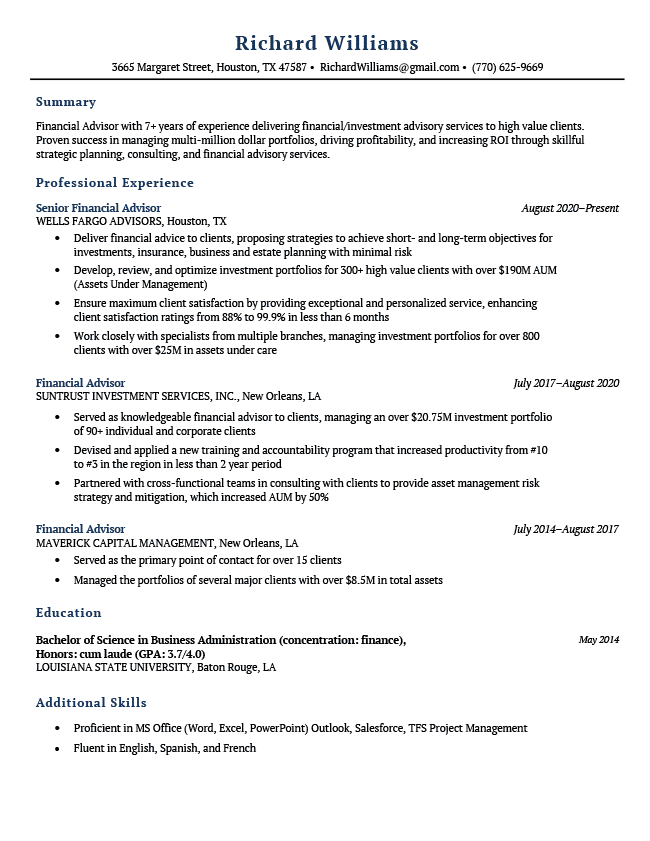 Richard Williams
3665 Margaret Street, Houston, TX 47587 • RichardWilliams@gmail.com • (770) 625-9669
Summary
Financial Advisor with 7+ years of experience delivering financial/investment advisory services to high value clients.
Proven success in managing multi-million dollar portfolios, driving profitability, and increasing ROI through skillful
strategic planning, consulting, and financial advisory services.
Professional Experience
Senior Financial Advisor August 2020–Present
WELLS FARGO ADVISORS, Houston, TX
• Deliver financial advice to clients, proposing strategies to achieve short- and long-term objectives for
investments, insurance, business and estate planning with minimal risk
• Develop, review, and optimize investment portfolios for 300+ high value clients with over $190M AUM
(Assets Under Management)
• Ensure maximum client satisfaction by providing exceptional and personalized service, enhancing
client satisfaction ratings from 88% to 99.9% in less than 6 months
• Work closely with specialists from multiple branches, managing investment portfolios for over 800
clients with over $25M in assets under care
Financial Advisor July 2017–August 2020
SUNTRUST INVESTMENT SERVICES, INC., New Orleans, LA
• Served as knowledgeable financial advisor to clients, managing an over $20.75M investment portfolio
of 90+ individual and corporate clients
• Devised and applied a new training and accountability program that increased productivity from #10
to #3 in the region in less than 2 year period
• Partnered with cross-functional teams in consulting with clients to provide asset management risk
strategy and mitigation, which increased AUM by 50%
Financial Advisor July 2014–August 2017
MAVERICK CAPITAL MANAGEMENT, New Orleans, LA
• Served as the primary point of contact for over 15 clients
• Managed the portfolios of several major clients with over $8.5M in total assets
Education
Bachelor of Science in Business Administration (concentration: finance), May 2014
Honors: cum laude (GPA: 3.7/4.0)
LOUISIANA STATE UNIVERSITY, Baton Rouge, LA
Additional Skills
• Proficient in MS Office (Word, Excel, PowerPoint) Outlook, Salesforce, TFS Project Management
• Fluent in English, Spanish, and French